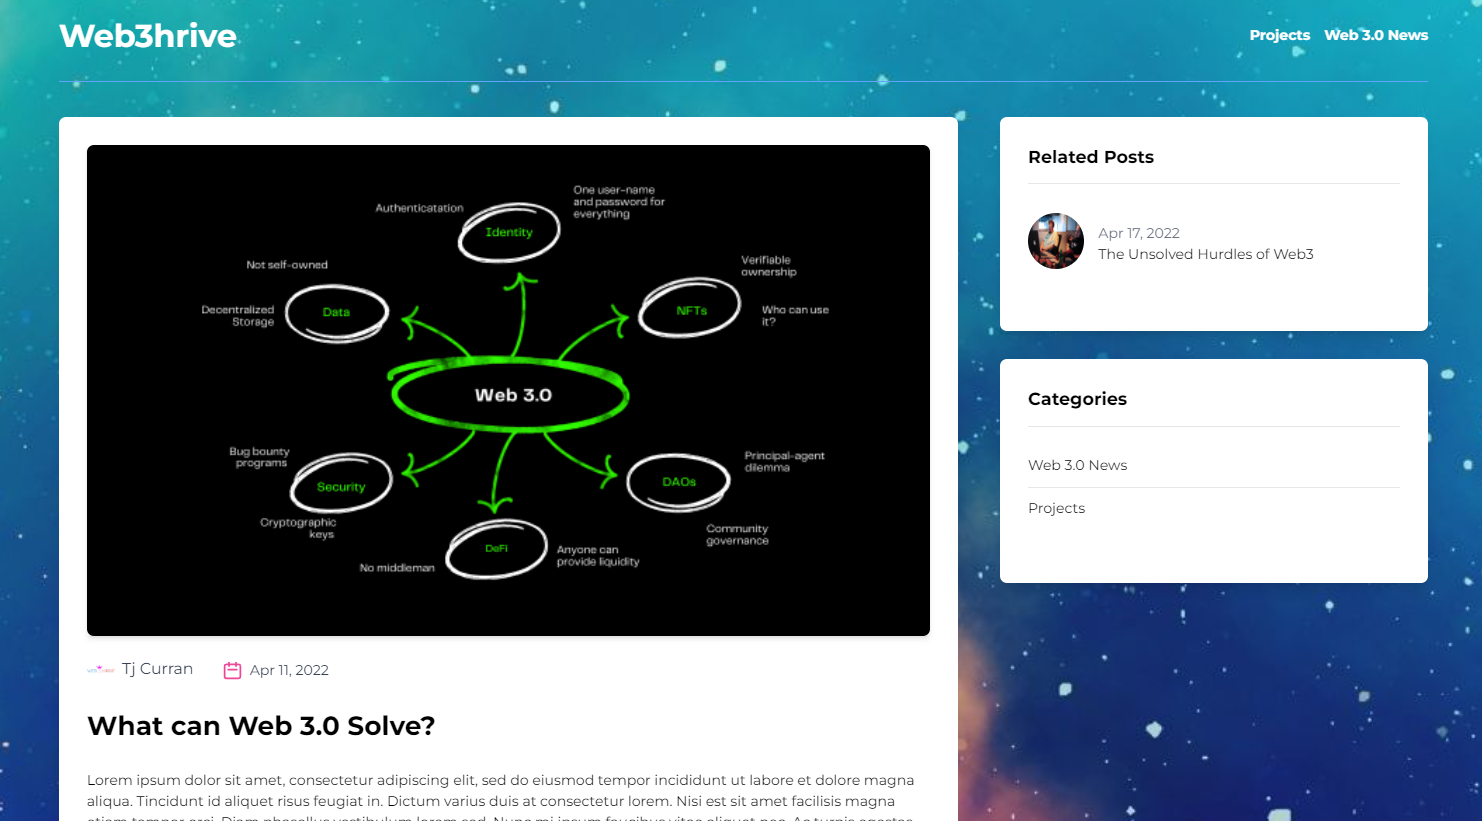 Web3hrive
Projects Web 3.0 News
Authenticatation
One user-name
and password for
everything
Identity
Not self-owned
Decentralized
Storage
Data
Verifiable
ownership
NFTs
Who can use
it?
Web 3.0
Bug bounty
programs
Security
Cryptographic
keys
Principal-agent
dilemma
DAOs
Community
governance
DeFi
No middleman
Anyone can
provide liquidity
Tj Curran
Apr 11, 2022
What can Web 3.0 Solve?
Lorem ipsum dolor sit amet, consectetur adipiscing elit, sed do eiusmod tempor incididunt ut labore et dolore magna
aliqua. Tincidunt id aliquet risus feugiat in. Dictum varius duis at consectetur lorem. Nisi est sit amet facilisis magna
Related Posts
Apr 17, 2022
The Unsolved Hurdles of Web3
Categories
Web 3.0 News
Projects